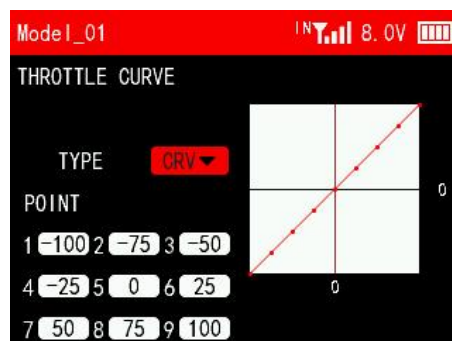 Model_01 IN 8.0V
THROTTLE CURVE
TYPE CRV
POINT
1 -100 2 -75 3 -50
4 -25 5 0 6 25
7 50 8 75 9 100
0
0